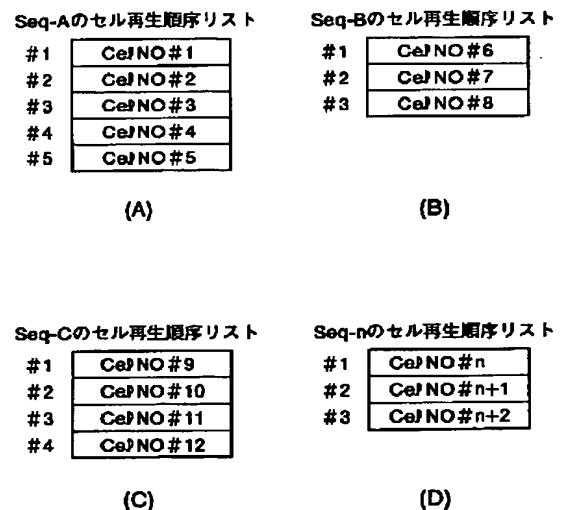 Seq-Aのセル再生順序リスト
#1 CellNO#1
#2 CellNO#2
#3 CellNO#3
#4 CellNO#4
#5 CellNO#5
(A)
Seq-Bのセル再生順序リスト
#1 CellNO#6
#2 CellNO#7
#3 CellNO#8
(B)
Seq-Cのセル再生順序リスト
#1 CellNO#9
#2 CellNO#10
#3 CellNO#11
#4 CellNO#12
(C)
Seq-nのセル再生順序リスト
#1 CellNO#n
#2 CellNO#n+1
#3 CellNO#n+2
(D)